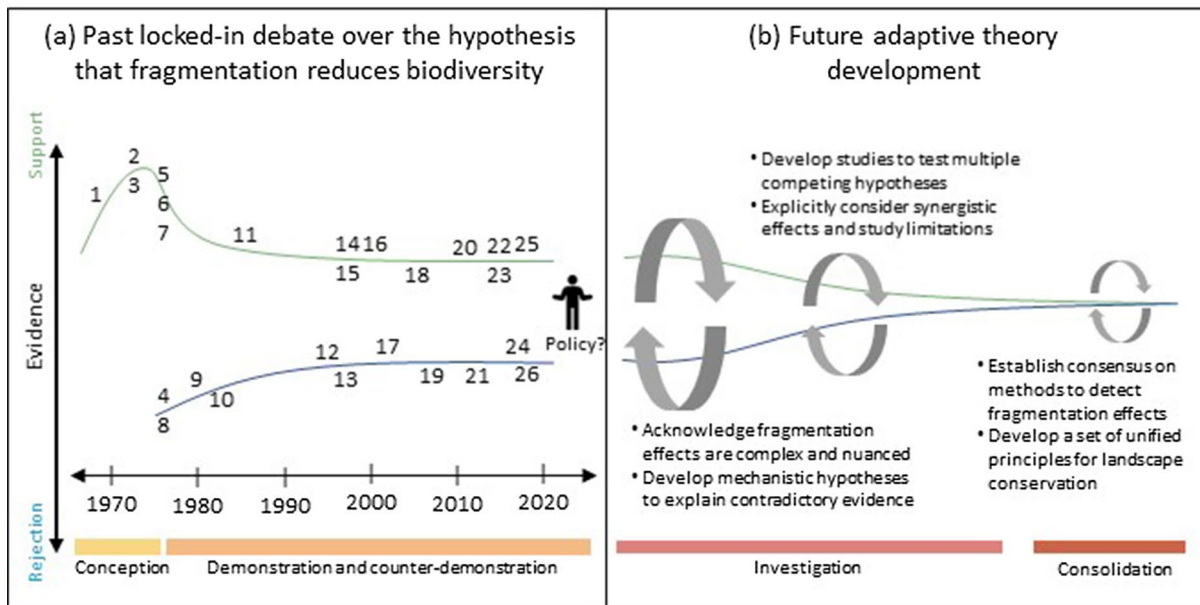 (a) Past locked-in debate over the hypothesis
that fragmentation reduces biodiversity
Support
Evidence
Rejection
1
2
3
5
6
7
11
14 16
15
18
20
22 25
23
Policy?
4
8
9
10
12
13
17
19
21
24
26
1970 1980 1990 2000 2010 2020
Conception
Demonstration and counter-demonstration
(b) Future adaptive theory
development
• Develop studies to test multiple
competing hypotheses
• Explicitly consider synergistic
effects and study limitations
• Acknowledge fragmentation
effects are complex and nuanced
• Develop mechanistic hypotheses
to explain contradictory evidence
• Establish consensus on
methods to detect
fragmentation effects
• Develop a set of unified
principles for landscape
conservation
Investigation
Consolidation